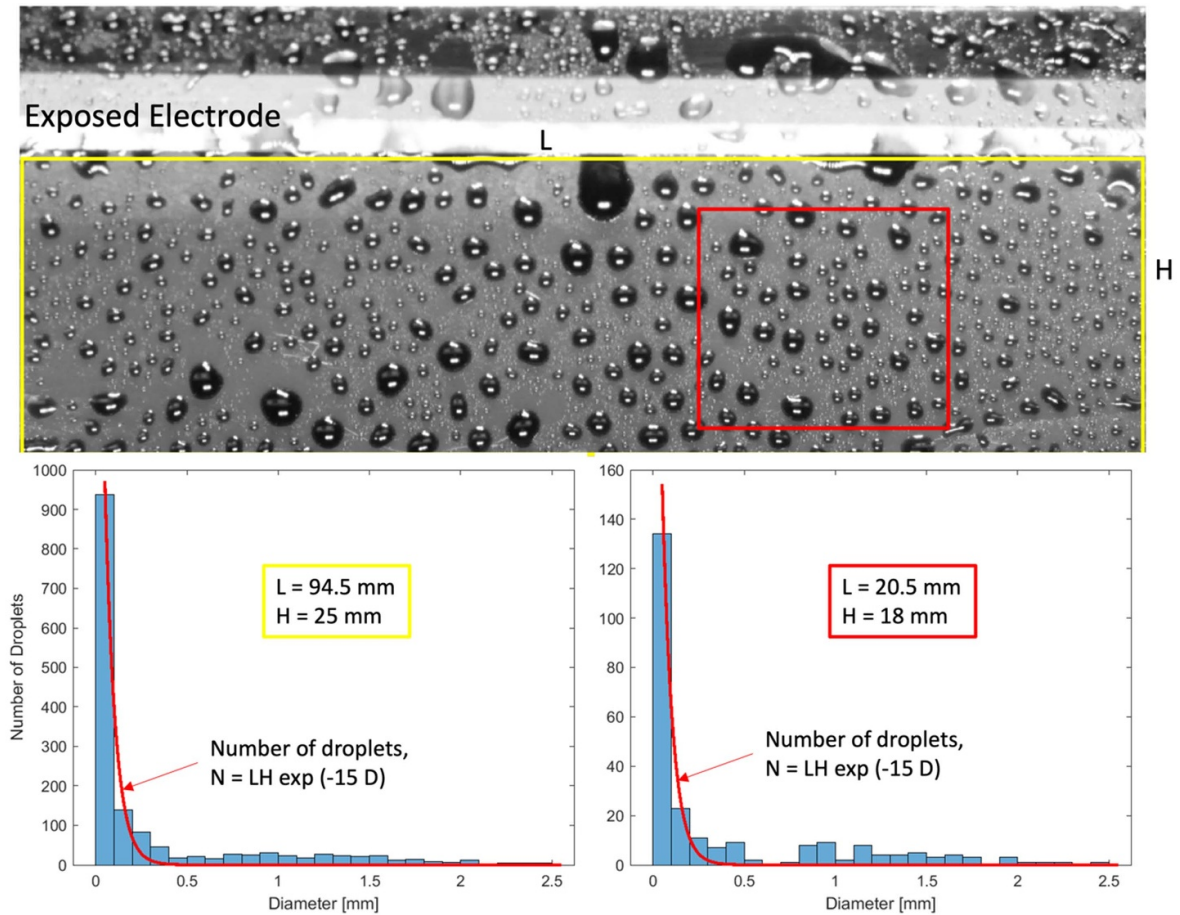 Exposed Electrode
L
H
1000
900
800
700
600
500
400
300
200
100
0
Number of Droplets
L = 94.5 mm
H = 25 mm
Number of droplets,
N = LH exp (-15 D)
0 0.5 1 1.5 2 2.5
Diameter [mm]
160
140
120
100
80
60
40
20
0
L = 20.5 mm
H = 18 mm
Number of droplets,
N = LH exp (-15 D)
0 0.5 1 1.5 2 2.5
Diameter [mm]